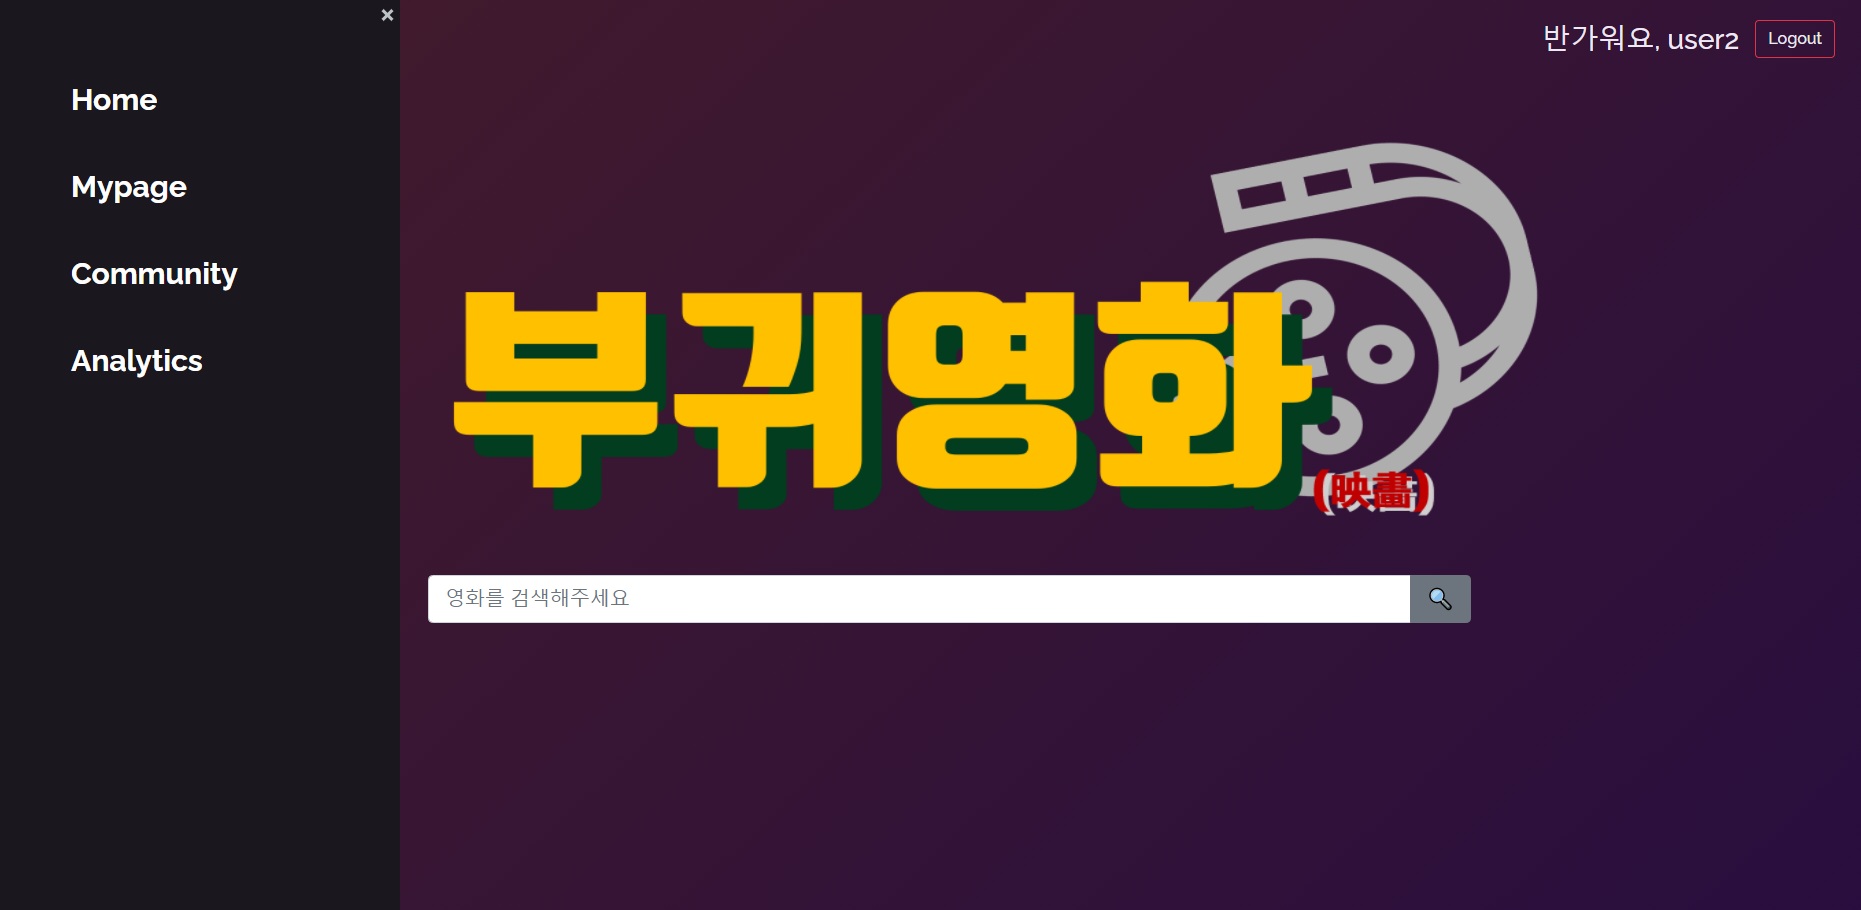 ×
반가워요, user2
Logout
Home
Mypage
Community
Analytics
부귀영화
(映畵)
영화를 검색해주세요